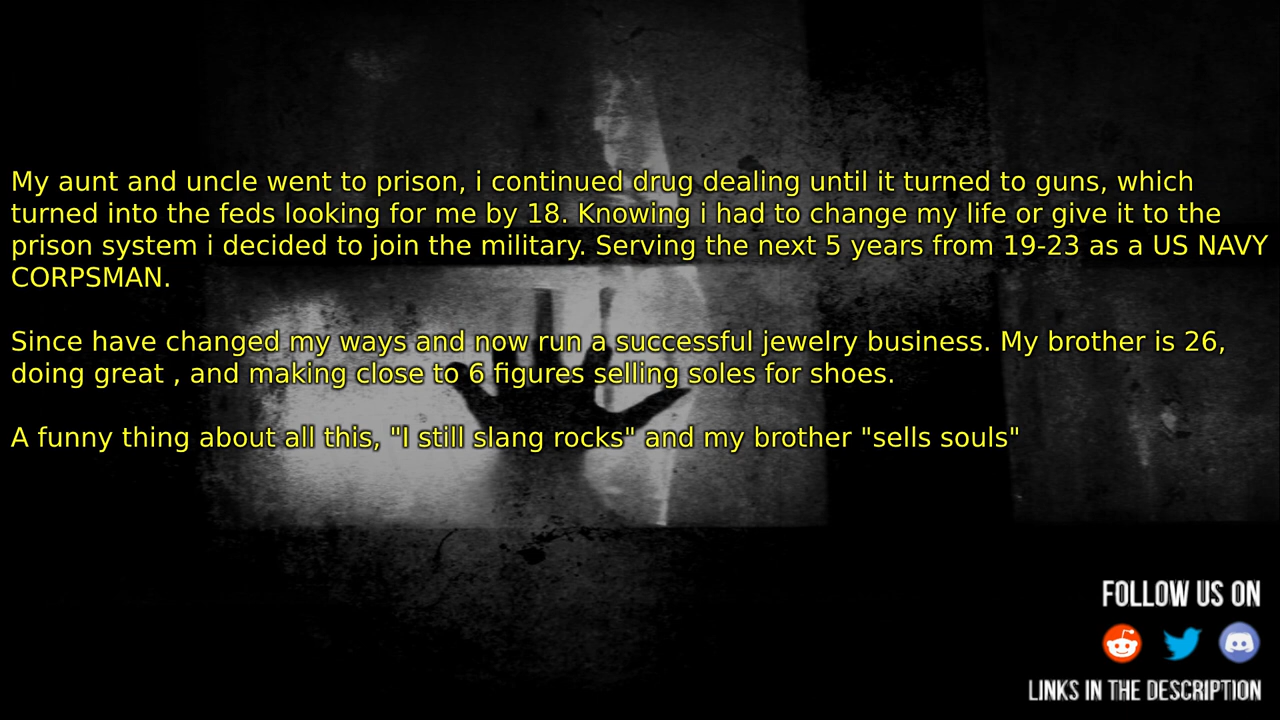 My aunt and uncle went to prison, i continued drug dealing until it turned to guns, which
turned into the feds looking for me by 18. Knowing i had to change my life or give it to the
prison system i decided to join the military. Serving the next 5 years from 19-23 as a US NAVY
CORPSMAN.
Since have changed my ways and now run a successful jewelry business. My brother is 26,
doing great , and making close to 6 figures selling soles for shoes.
A funny thing about all this, "I still slang rocks" and my brother "sells souls"
FOLLOW US ON
LINKS IN THE DESCRIPTION